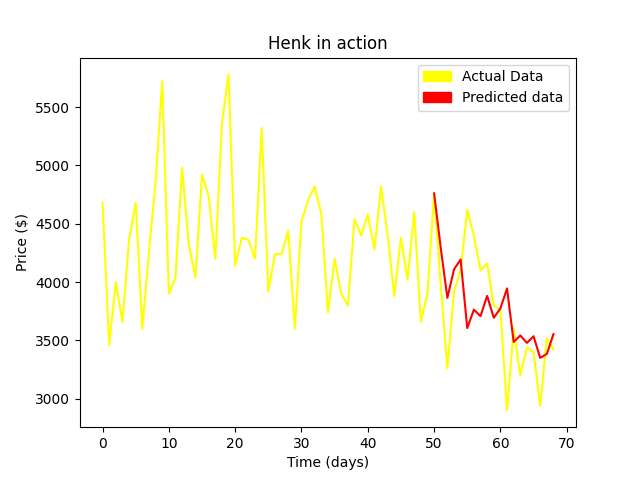 Henk in action
Actual Data
Predicted data
5500
5000
4500
4000
3500
3000
Price ($)
0 10 20 30 40 50 60 70
Time (days)